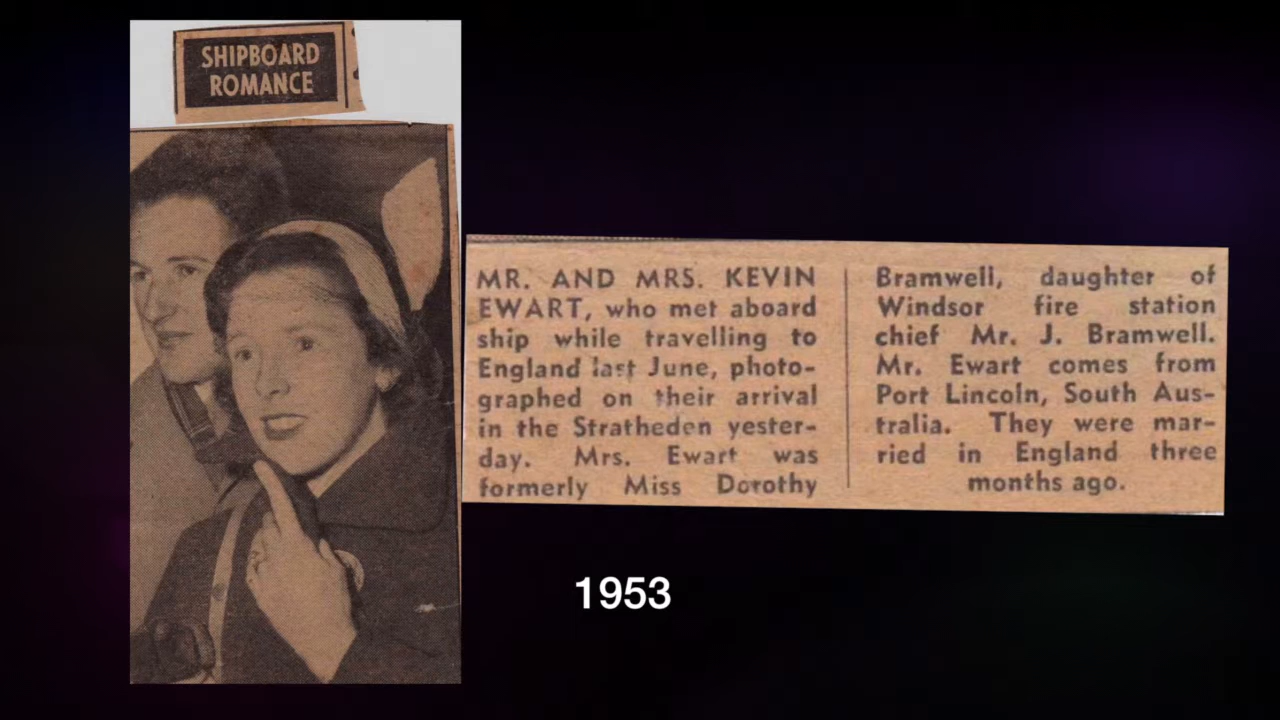 SHIPBOARD
ROMANCE
MR. AND MRS. KEVIN
EWART, who met aboard
ship while travelling to
England last June, photo-
graphed on their arrival
in the Stratheden yester-
day. Mrs. Ewart was
formerly Miss Dorothy
Bramwell, daughter of
Windsor fire station
chief Mr. J. Bramwell.
Mr. Ewart comes from
Port Lincoln, South Aus-
tralia. They were mar-
ried in England three
months ago.
1953